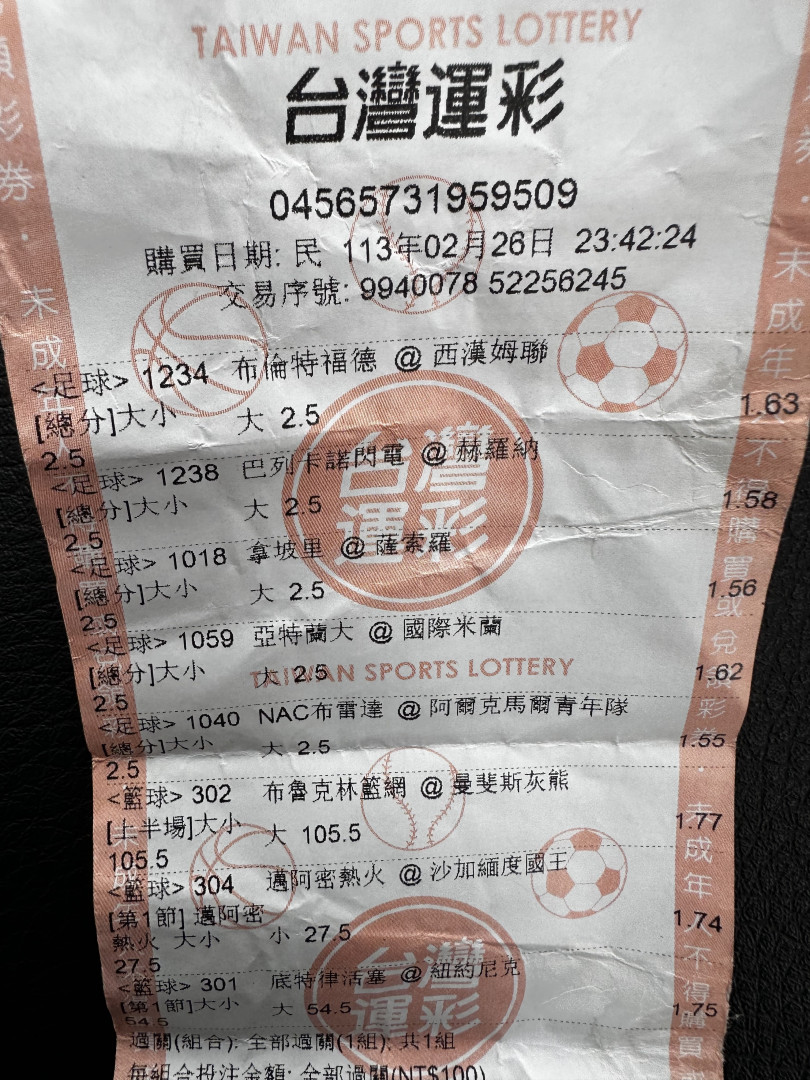 TAIWAN SPORTS LOTTERY
台灣運彩
04565731959509
購買日期: 民 113年02月26日 23:42:24
交易序號: 9940078 52256245
<足球> 1234 布倫特福德 @ 西漢姆聯
[總分]大小 大 2.5 1.63
2.5
<足球> 1238 巴列卡諾閃電 @ 赫羅納
[總分]大小 大 2.5 1.58
2.5
<足球> 1018 拿坡里 @ 薩索羅
[總分]大小 大 2.5 1.56
2.5
<足球> 1059 亞特蘭大 @ 國際米蘭
[總分]大小 大 2.5 1.62
2.5
TAIWAN SPORTS LOTTERY
<足球> 1040 NAC布雷達 @ 阿爾克馬爾青年隊
[總分]大小 大 2.5 1.55
2.5
<籃球> 302 布魯克林籃網 @ 曼斐斯灰熊
[上半場]大小 大 105.5 1.77
105.5
<籃球> 304 邁阿密熱火 @ 沙加緬度國王
[第1節] 邁阿密
熱火 大小 小 27.5 1.74
27.5
<籃球> 301 底特律活塞 @ 紐約尼克
[第1節]大小 大 54.5 1.75
54.5
過關(組合): 全部過關(1組); 共1組
每組合投注金額: 全部過關(NT$100)
台灣運彩
台灣運彩
彩券.未成年
未成年不得購買或兌領彩券.未成年不得購買